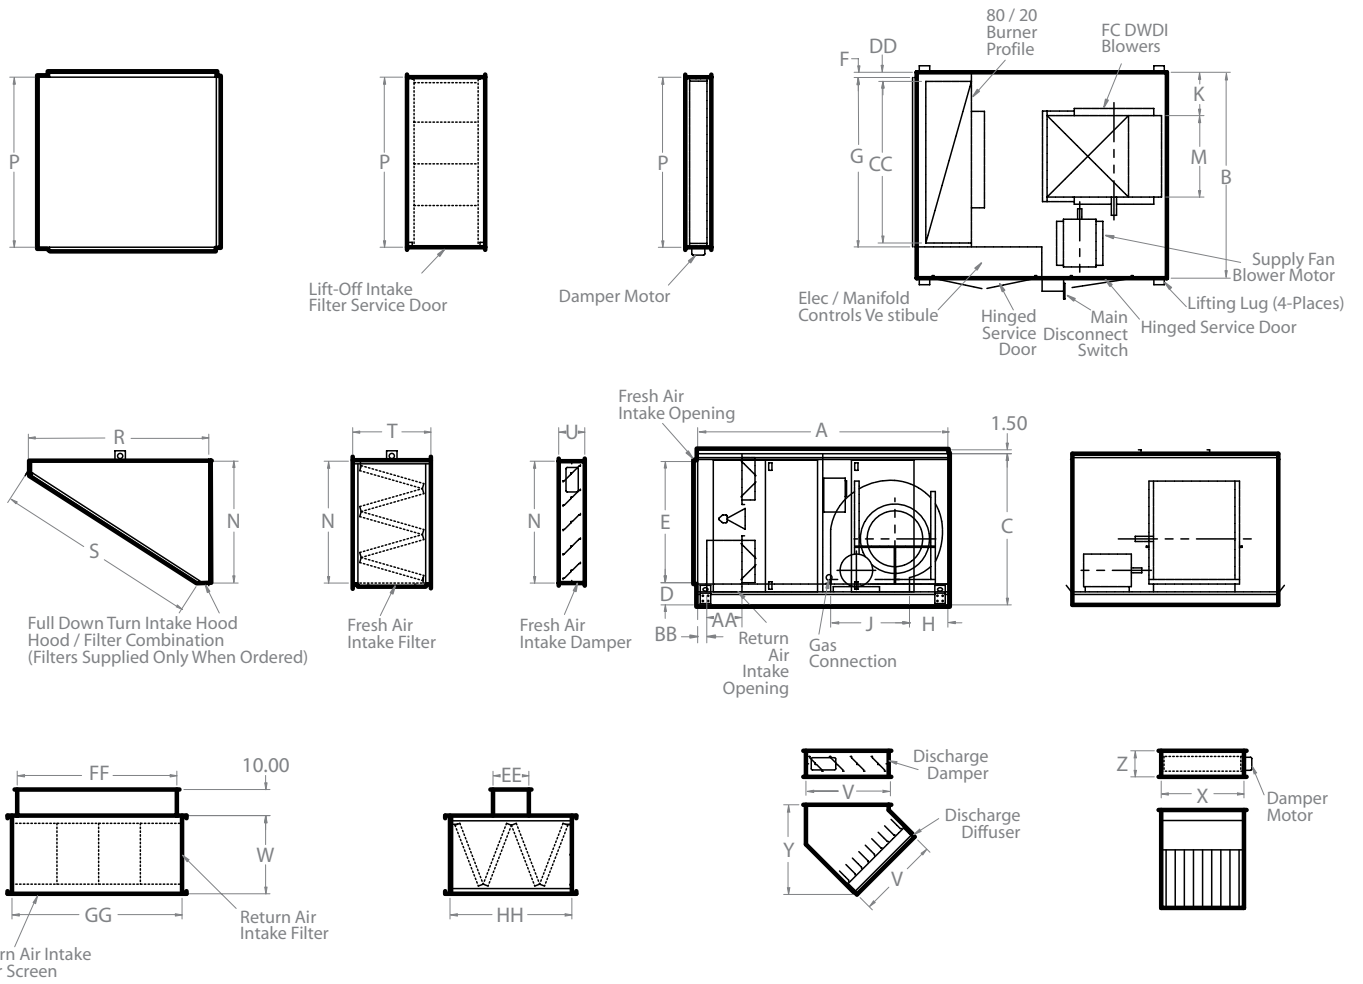 80 / 20
Burner
Profile
FC DWDI
Blowers
DD
F
K
P
P
P
G
CC
M
B
Lift-Off Intake
Filter Service Door
Damper Motor
Elec / Manifold
Controls Ve stibule
Hinged
Service
Door
Main
Disconnect
Switch
Supply Fan
Blower Motor
Lifting Lug (4-Places)
Hinged Service Door
Fresh Air
Intake Opening
1.50
R
T
U
A
N
N
N
E
C
S
D
AA
BB
J
H
Full Down Turn Intake Hood
Hood / Filter Combination
(Filters Supplied Only When Ordered)
Fresh Air
Intake Filter
Fresh Air
Intake Damper
Return
Air
Intake
Opening
Gas
Connection
FF
10.00
EE
W
GG
HH
Return Air
Intake Filter
rn Air Intake
r Screen
Discharge
Damper
V
Discharge
Diffuser
Y
V
Z
X
Damper
Motor